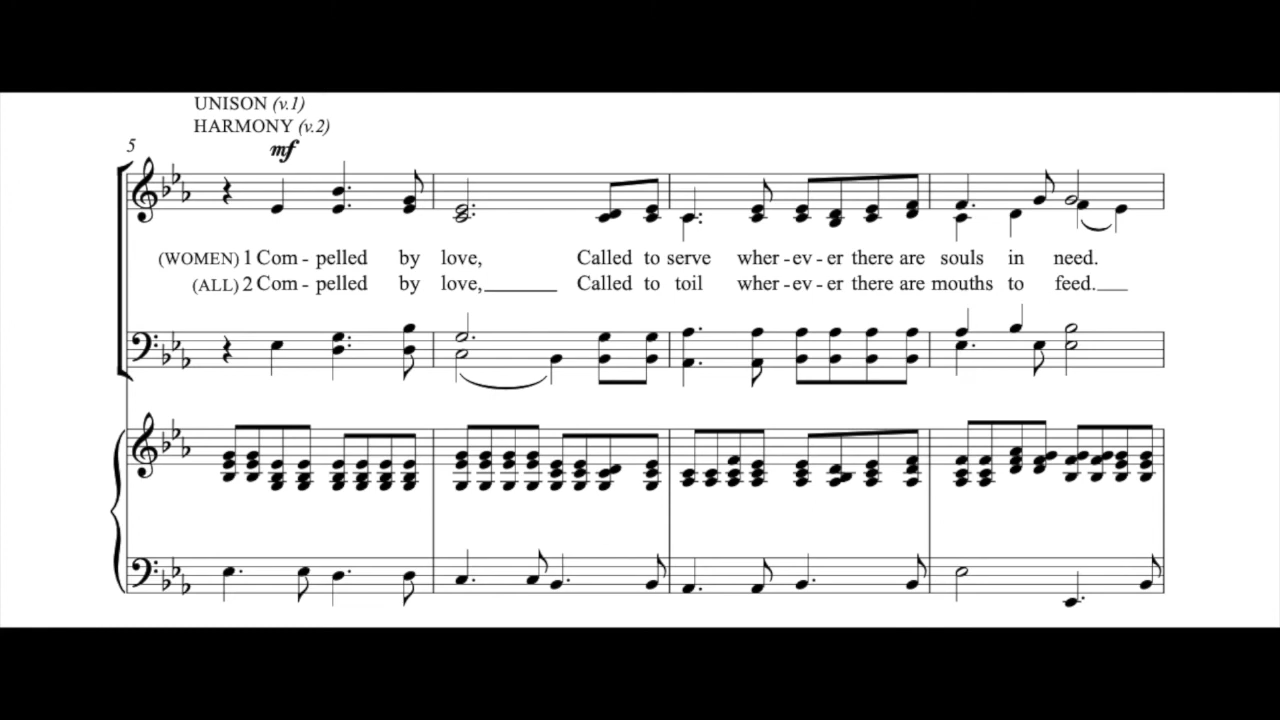 UNISON (v.1)
HARMONY (v.2)
5
mf
(WOMEN) 1 Com - pelled by love, Called to serve wher - ev - er there are souls in need.
(ALL) 2 Com - pelled by love,____ Called to toil wher - ev - er there are mouths to feed.__